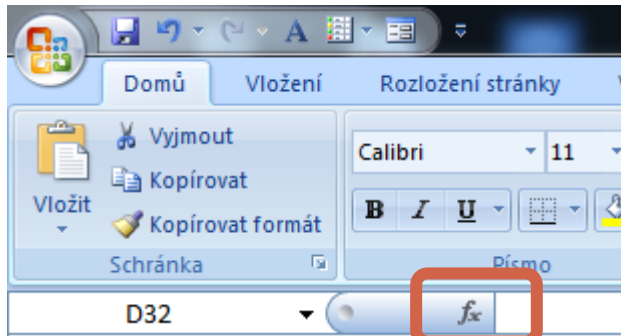 A
Domů Vložení Rozložení stránky
Vyjmout
Calibri 11
Kopírovat
Vložit
B I U
Kopírovat formát
Schránka Písmo
D32 fx